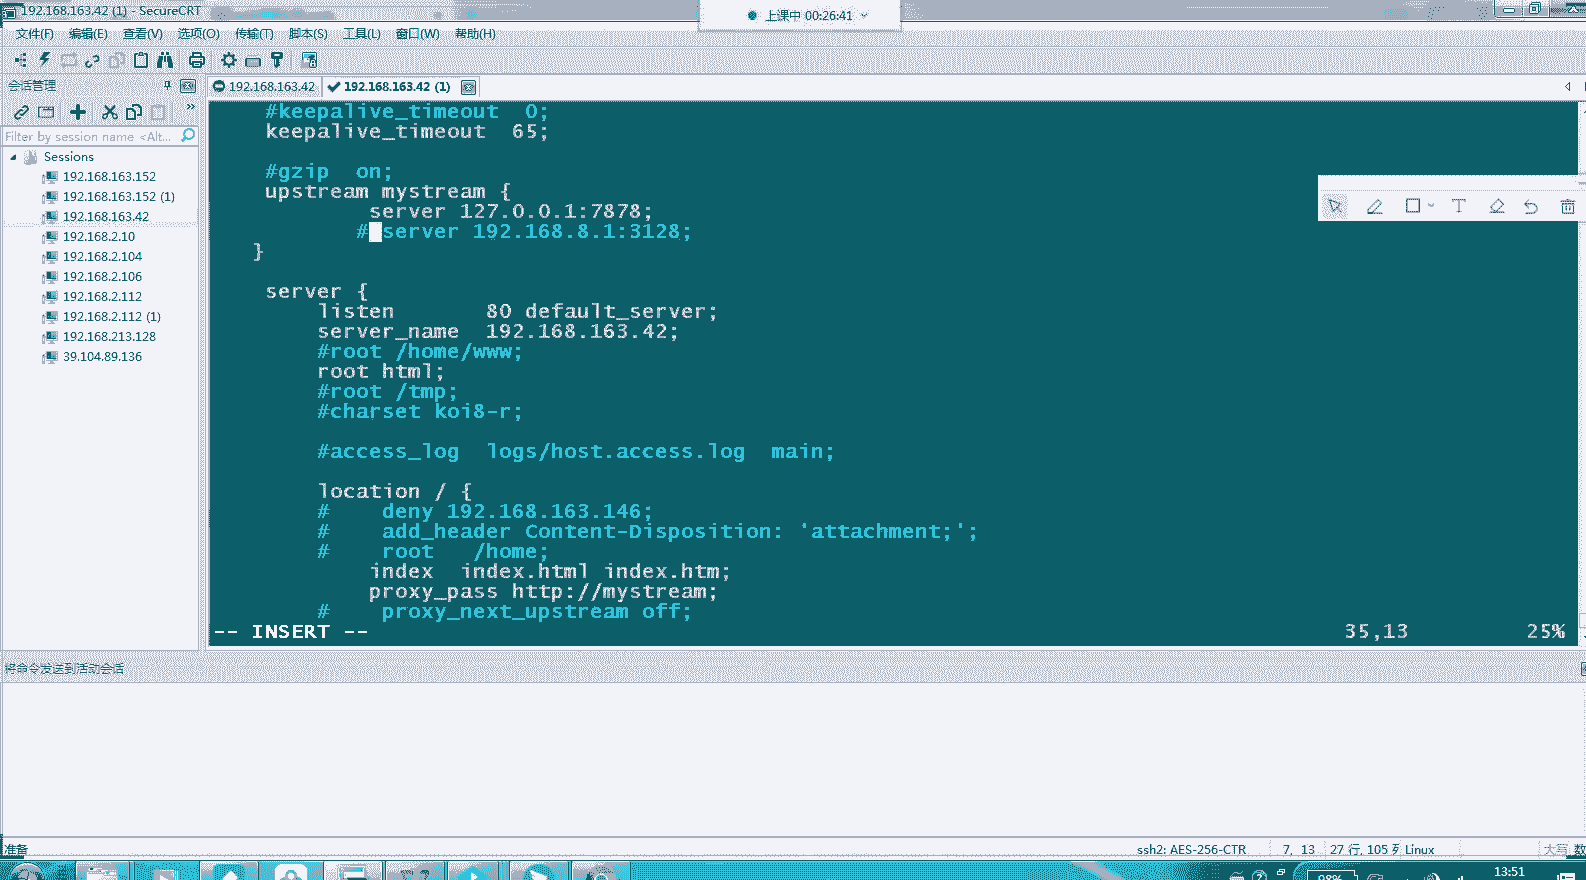 192.168.163.42 (1) - SecureCRT
上课中 00:26:41
文件(F) 编辑(E) 查看(V) 选项(O) 传输(T) 脚本(S) 工具(L) 窗口(W) 帮助(H)
会话管理
192.168.163.42
192.168.163.42 (1)
Filter by session name <Alt...
Sessions
192.168.163.152
192.168.163.152 (1)
192.168.163.42
192.168.2.10
192.168.2.104
192.168.2.106
192.168.2.112
192.168.2.112 (1)
192.168.213.128
39.104.89.136
#keepalive_timeout  0;
keepalive_timeout  65;
#gzip  on;
upstream mystream {
server 127.0.0.1:7878;
# server 192.168.8.1:3128;
}
server {
listen       80 default_server;
server_name  192.168.163.42;
#root /home/www;
root html;
#root /tmp;
#charset koi8-r;
#access_log  logs/host.access.log  main;
location / {
#    deny 192.168.163.146;
#    add_header Content-Disposition: 'attachment;';
#    root   /home;
index  index.html index.htm;
proxy_pass http://mystream;
#    proxy_next_upstream off;
-- INSERT --
35,13
25%
将命令发送到活动会话
准备
ssh2: AES-256-CTR
7, 13
27 行, 105 列
Linux
大写
数
98%
13:51